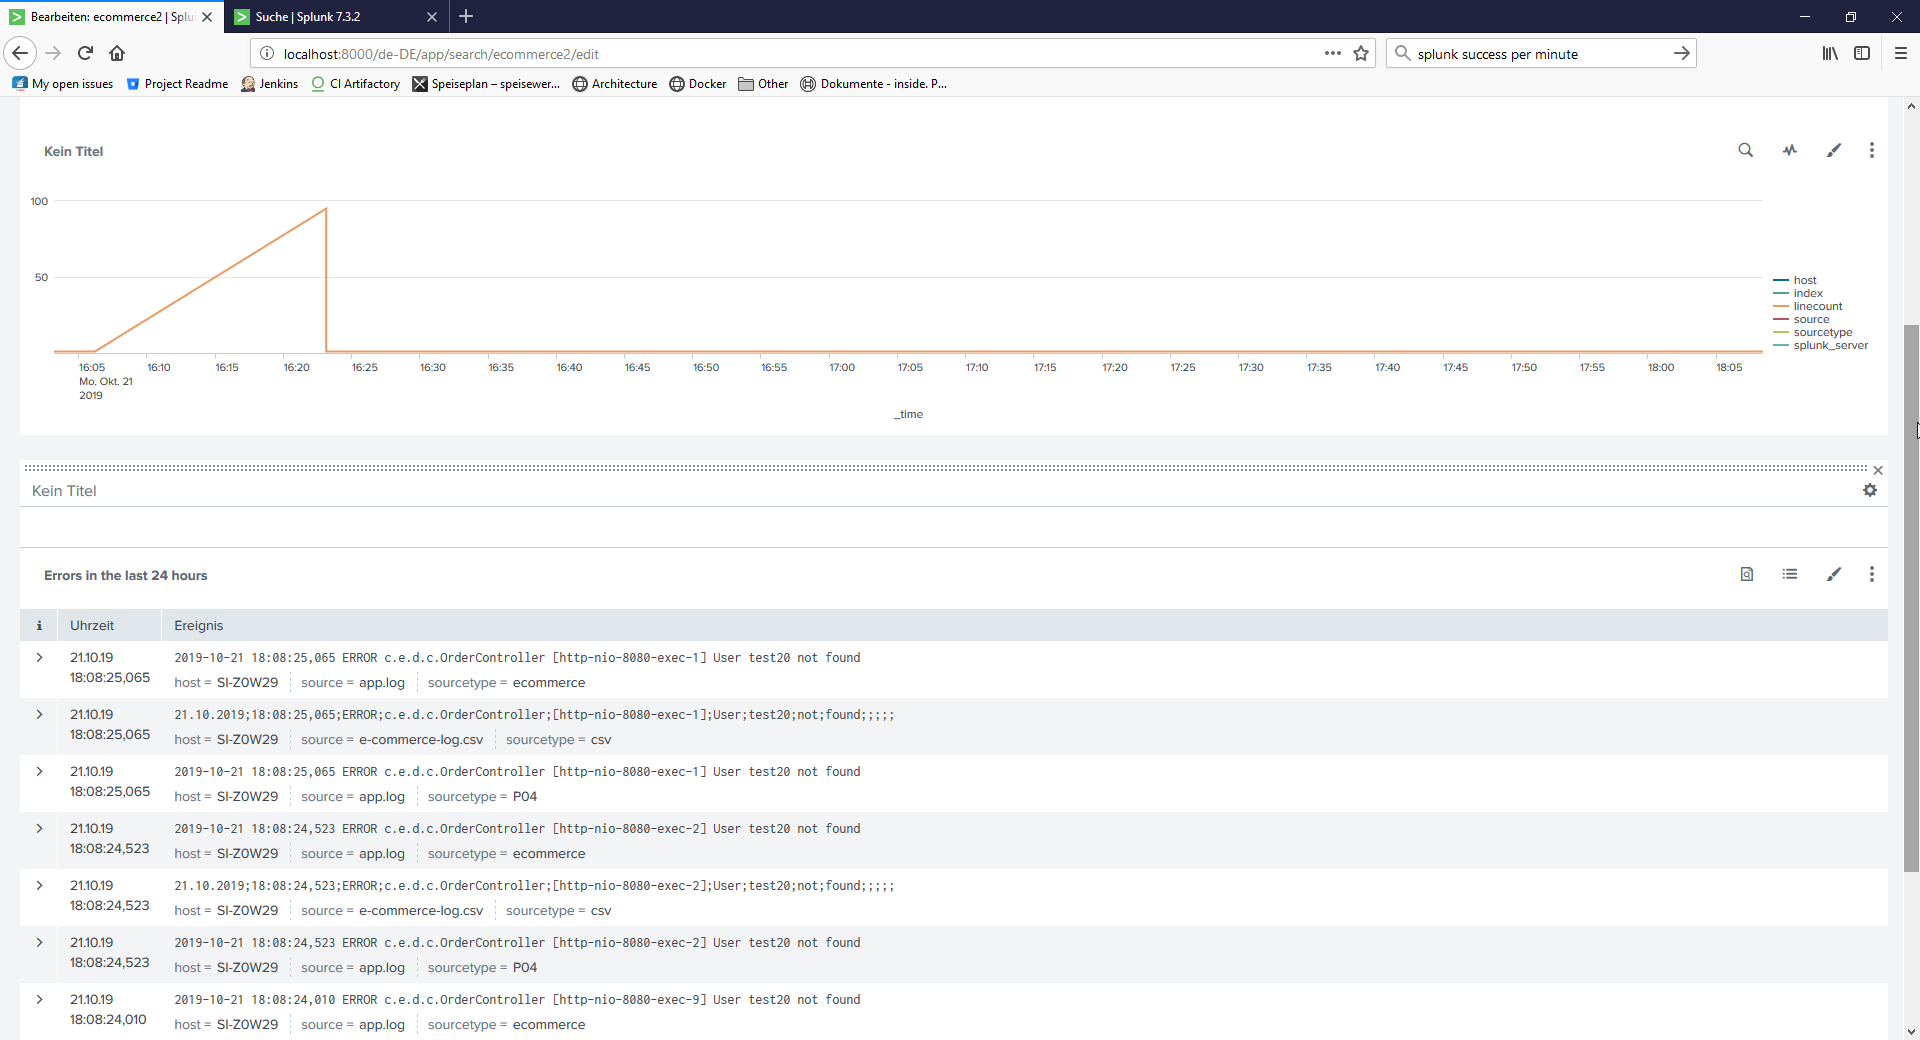 Bearbeiten: ecommerce2 | Splu
Suche | Splunk 7.3.2
localhost:8000/de-DE/app/search/ecommerce2/edit
splunk success per minute
My open issues
Project Readme
Jenkins
CI Artifactory
Speiseplan – speisewer...
Architecture
Docker
Other
Dokumente - inside. P...
Kein Titel
100
50
host
index
linecount
source
sourcetype
splunk_server
16:05 16:10 16:15 16:20 16:25 16:30 16:35 16:40 16:45 16:50 16:55 17:00 17:05 17:10 17:15 17:20 17:25 17:30 17:35 17:40 17:45 17:50 17:55 18:00 18:05
Mo. Okt. 21
2019
_time
Kein Titel
Errors in the last 24 hours
i Uhrzeit Ereignis
21.10.19
18:08:25,065
2019-10-21 18:08:25,065 ERROR c.e.d.c.OrderController [http-nio-8080-exec-1] User test20 not found
host = SI-Z0W29 source = app.log sourcetype = ecommerce
21.10.19
18:08:25,065
21.10.2019;18:08:25,065;ERROR;c.e.d.c.OrderController;[http-nio-8080-exec-1];User;test20;not;found;;;;;
host = SI-Z0W29 source = e-commerce-log.csv sourcetype = csv
21.10.19
18:08:25,065
2019-10-21 18:08:25,065 ERROR c.e.d.c.OrderController [http-nio-8080-exec-1] User test20 not found
host = SI-Z0W29 source = app.log sourcetype = P04
21.10.19
18:08:24,523
2019-10-21 18:08:24,523 ERROR c.e.d.c.OrderController [http-nio-8080-exec-2] User test20 not found
host = SI-Z0W29 source = app.log sourcetype = ecommerce
21.10.19
18:08:24,523
21.10.2019;18:08:24,523;ERROR;c.e.d.c.OrderController;[http-nio-8080-exec-2];User;test20;not;found;;;;;
host = SI-Z0W29 source = e-commerce-log.csv sourcetype = csv
21.10.19
18:08:24,523
2019-10-21 18:08:24,523 ERROR c.e.d.c.OrderController [http-nio-8080-exec-2] User test20 not found
host = SI-Z0W29 source = app.log sourcetype = P04
21.10.19
18:08:24,010
2019-10-21 18:08:24,010 ERROR c.e.d.c.OrderController [http-nio-8080-exec-9] User test20 not found
host = SI-Z0W29 source = app.log sourcetype = ecommerce